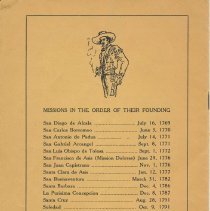 MISSIONS IN THE ORDER OF THEIR FOUNDING
San Diego de Alcala July 16, 1769
San Carlos Borromeo June 3, 1770
San Antonio de Padua July 14, 1771
San Gabriel Arcangel Sept. 8, 1771
San Luis Obispo de Tolosa Sept. 1, 1772
San Francisco de Asis (Mission Dolores) June 29, 1776
San Juan Capistrano Nov. 1, 1776
Santa Clara de Asis Jan. 12, 1777
San Buenaventura March 31, 1782
Santa Barbara Dec. 4, 1786
La Purisima Concepcion Dec. 8, 1787
Santa Cruz Aug. 28, 1791
Soledad Oct. 9, 1791